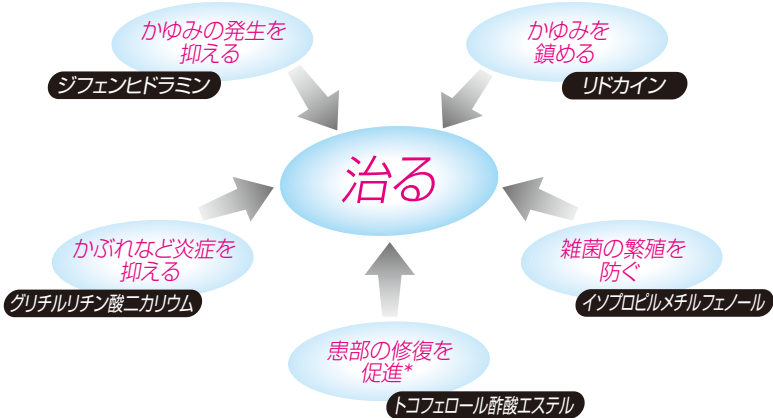 かゆみの発生を
抑える
ジフェンヒドラミン
かゆみを
鎮める
リドカイン
治る
かぶれなど炎症を
抑える
グリチルリチン酸二カリウム
雑菌の繁殖を
防ぐ
イソプロピルメチルフェノール
患部の修復を
促進*
トコフェロール酢酸エステル